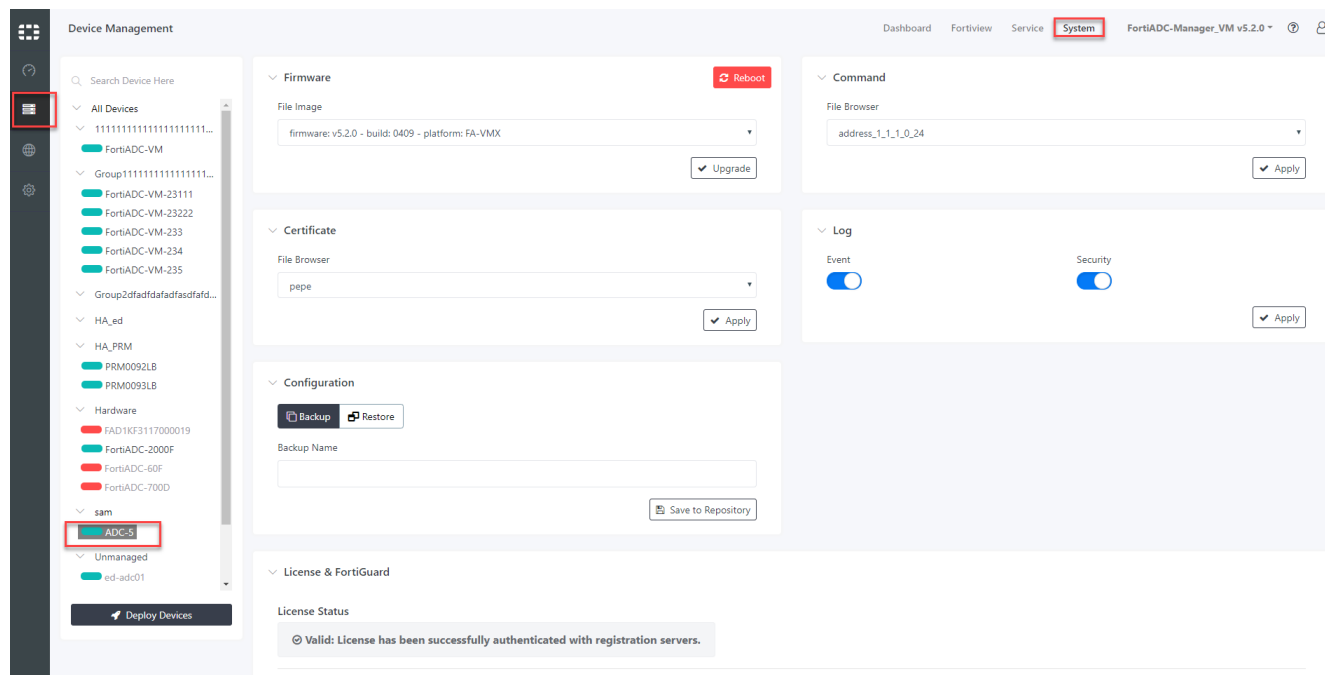 Device Management
Dashboard
Fortiview
Service
System
FortiADC-Manager_VM v5.2.0
Search Device Here
All Devices
111111111111111111111...
FortiADC-VM
Group1111111111111111...
FortiADC-VM-23111
FortiADC-VM-23222
FortiADC-VM-233
FortiADC-VM-234
FortiADC-VM-235
Group2dfadfdafadfasdfafd...
HA_ed
HA_PRM
PRM0092LB
PRM0093LB
Hardware
FAD1KF3117000019
FortiADC-2000F
FortiADC-60F
FortiADC-700D
sam
ADC-5
Unmanaged
ed-adc01
Deploy Devices
Firmware
Reboot
File Image
firmware: v5.2.0 - build: 0409 - platform: FA-VMX
Upgrade
Certificate
File Browser
pepe
Apply
Configuration
Backup
Restore
Backup Name
Save to Repository
License & FortiGuard
License Status
Valid: License has been successfully authenticated with registration servers.
Command
File Browser
address_1_1_1_0_24
Apply
Log
Event
Security
Apply